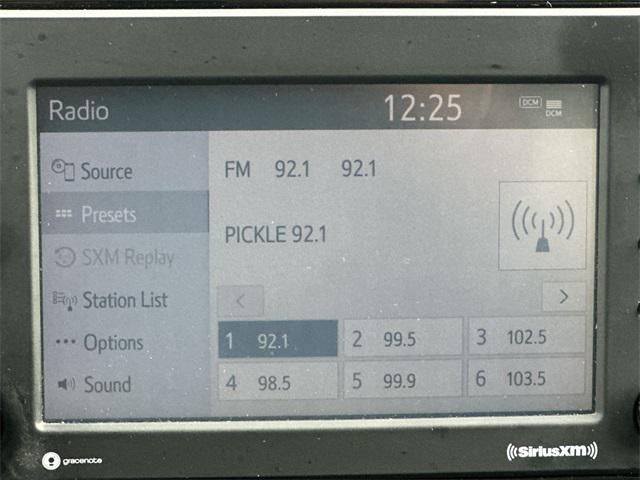 Radio 12:25 DCM DCM
Source
Presets
SXM Replay
Station List
Options
Sound
FM 92.1 92.1
PICKLE 92.1
1 92.1 2 99.5 3 102.5
4 98.5 5 99.9 6 103.5
gracenote
SiriusXM